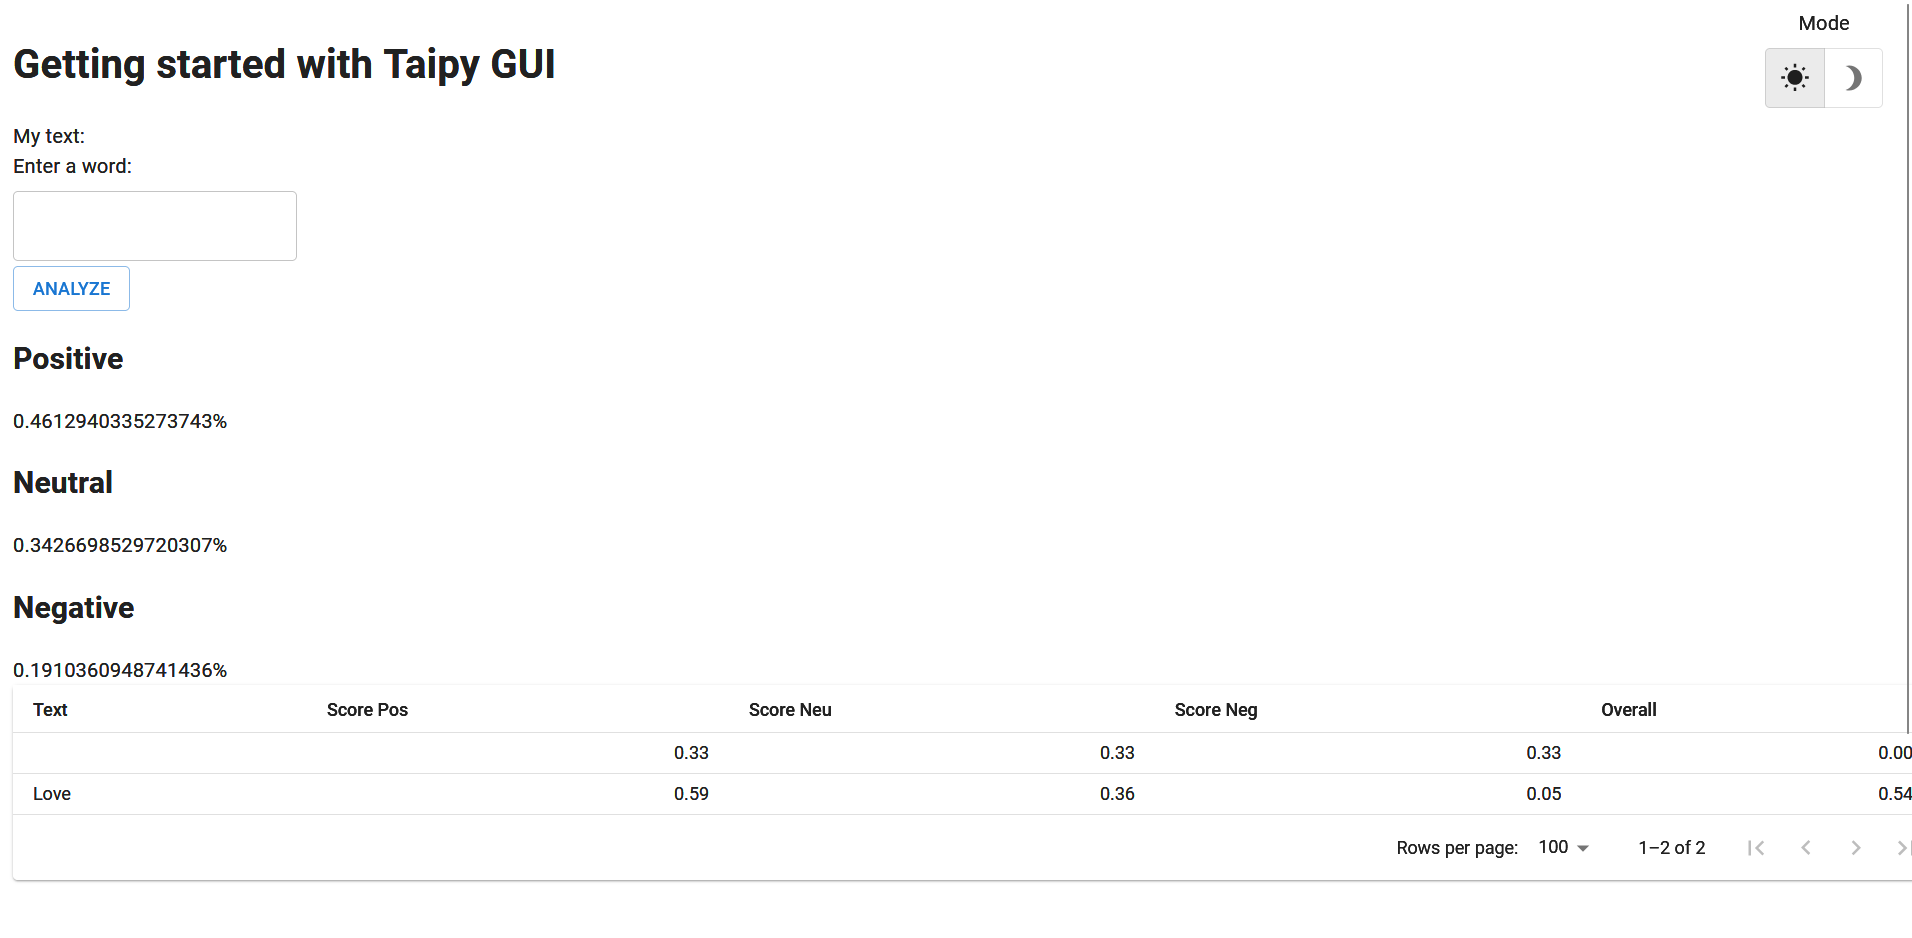 Mode
Getting started with Taipy GUI
My text:
Enter a word:
ANALYZE
Positive
0.4612940335273743%
Neutral
0.3426698529720307%
Negative
0.1910360948741436%
Text Score Pos Score Neu Score Neg Overall
0.33 0.33 0.33 0.00
Love 0.59 0.36 0.05 0.54
Rows per page: 100 1–2 of 2